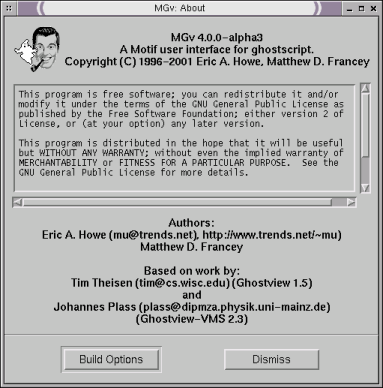 MGv: About
MGv 4.0.0-alpha3
A Motif user interface for ghostscript.
Copyright (C) 1996-2001 Eric A. Howe, Matthew D. Francey
This program is free software; you can redistribute it and/or
modify it under the terms of the GNU General Public License as
published by the Free Software Foundation; either version 2 of
License, or (at your option) any later version.
This program is distributed in the hope that it will be useful
but WITHOUT ANY WARRANTY; without even the implied warranty of
MERCHANTABILITY or FITNESS FOR A PARTICULAR PURPOSE.  See the
GNU General Public License for more details.
Authors:
Eric A. Howe (mu@trends.net), http://www.trends.net/~mu)
Matthew D. Francey
Based on work by:
Tim Theisen (tim@cs.wisc.edu) (Ghostview 1.5)
and
Johannes Plass (plass@dipmza.physik.uni-mainz.de)
(Ghostview-VMS 2.3)
Build Options
Dismiss